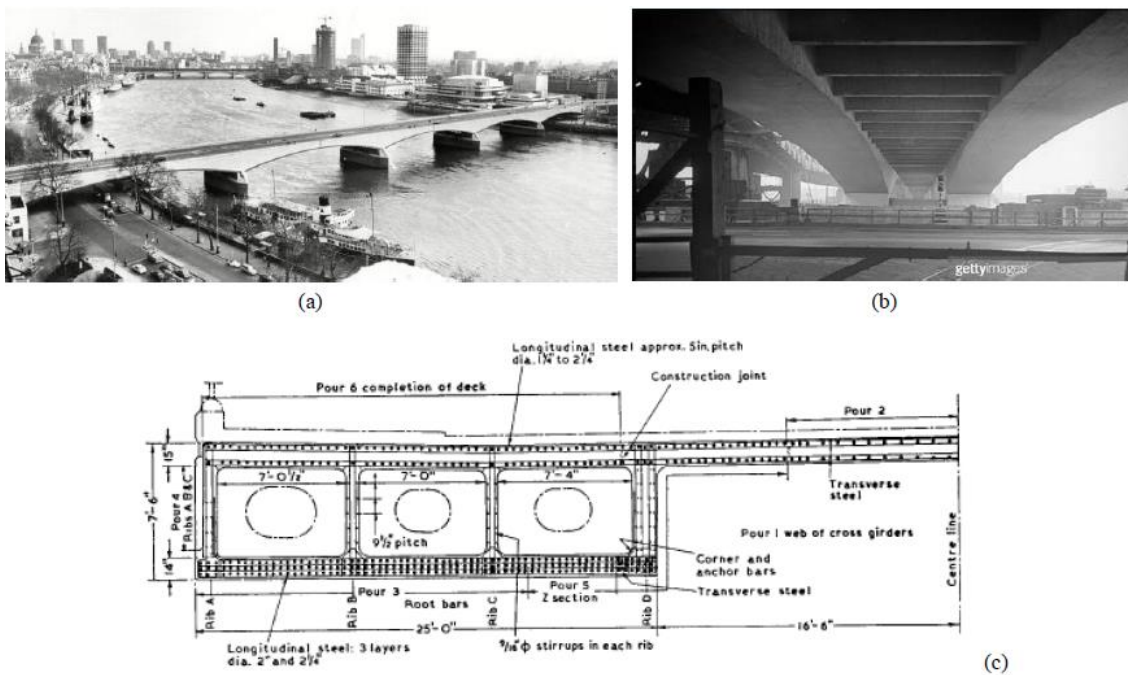 gettyimages
(a)
(b)
Longitudinal steel approx. 5in. pitch
dia. 1¼" to 2¼"
Pour 6 completion of deck
Construction joint
Pour 2
15"
7'-0½"
7'-0"
7'-4"
Transverse
steel
7'-6"
Pour 4
Ribs A B&C
9½" pitch
Pour 1 web of cross girders
Corner and
anchor bars
14"
Pour 3
Pour 5
Z section
Transverse steel
Root bars
Rib A
Rib B
Rib C
Rib D
Centre line
25'-0"
16'-6"
Longitudinal steel: 3 layers
dia. 2" and 2¼"
9/16"ϕ stirrups in each rib
(c)